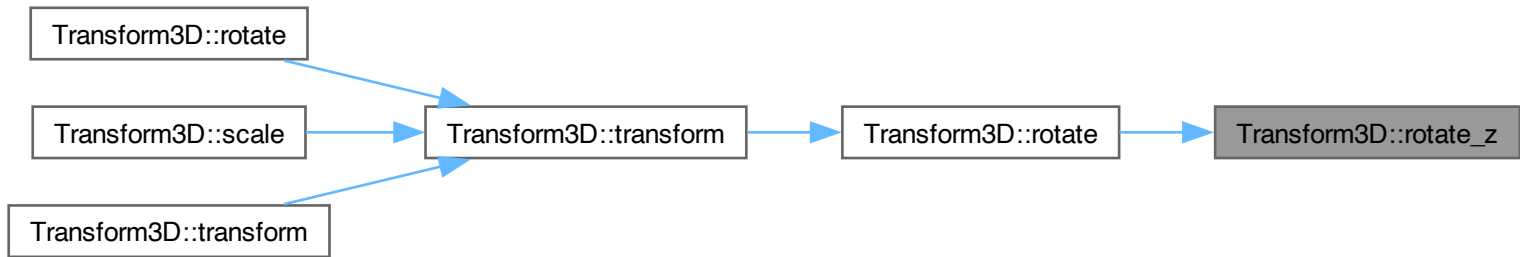 Transform3D::rotate
Transform3D::scale
Transform3D::transform
Transform3D::transform
Transform3D::rotate
Transform3D::rotate_z